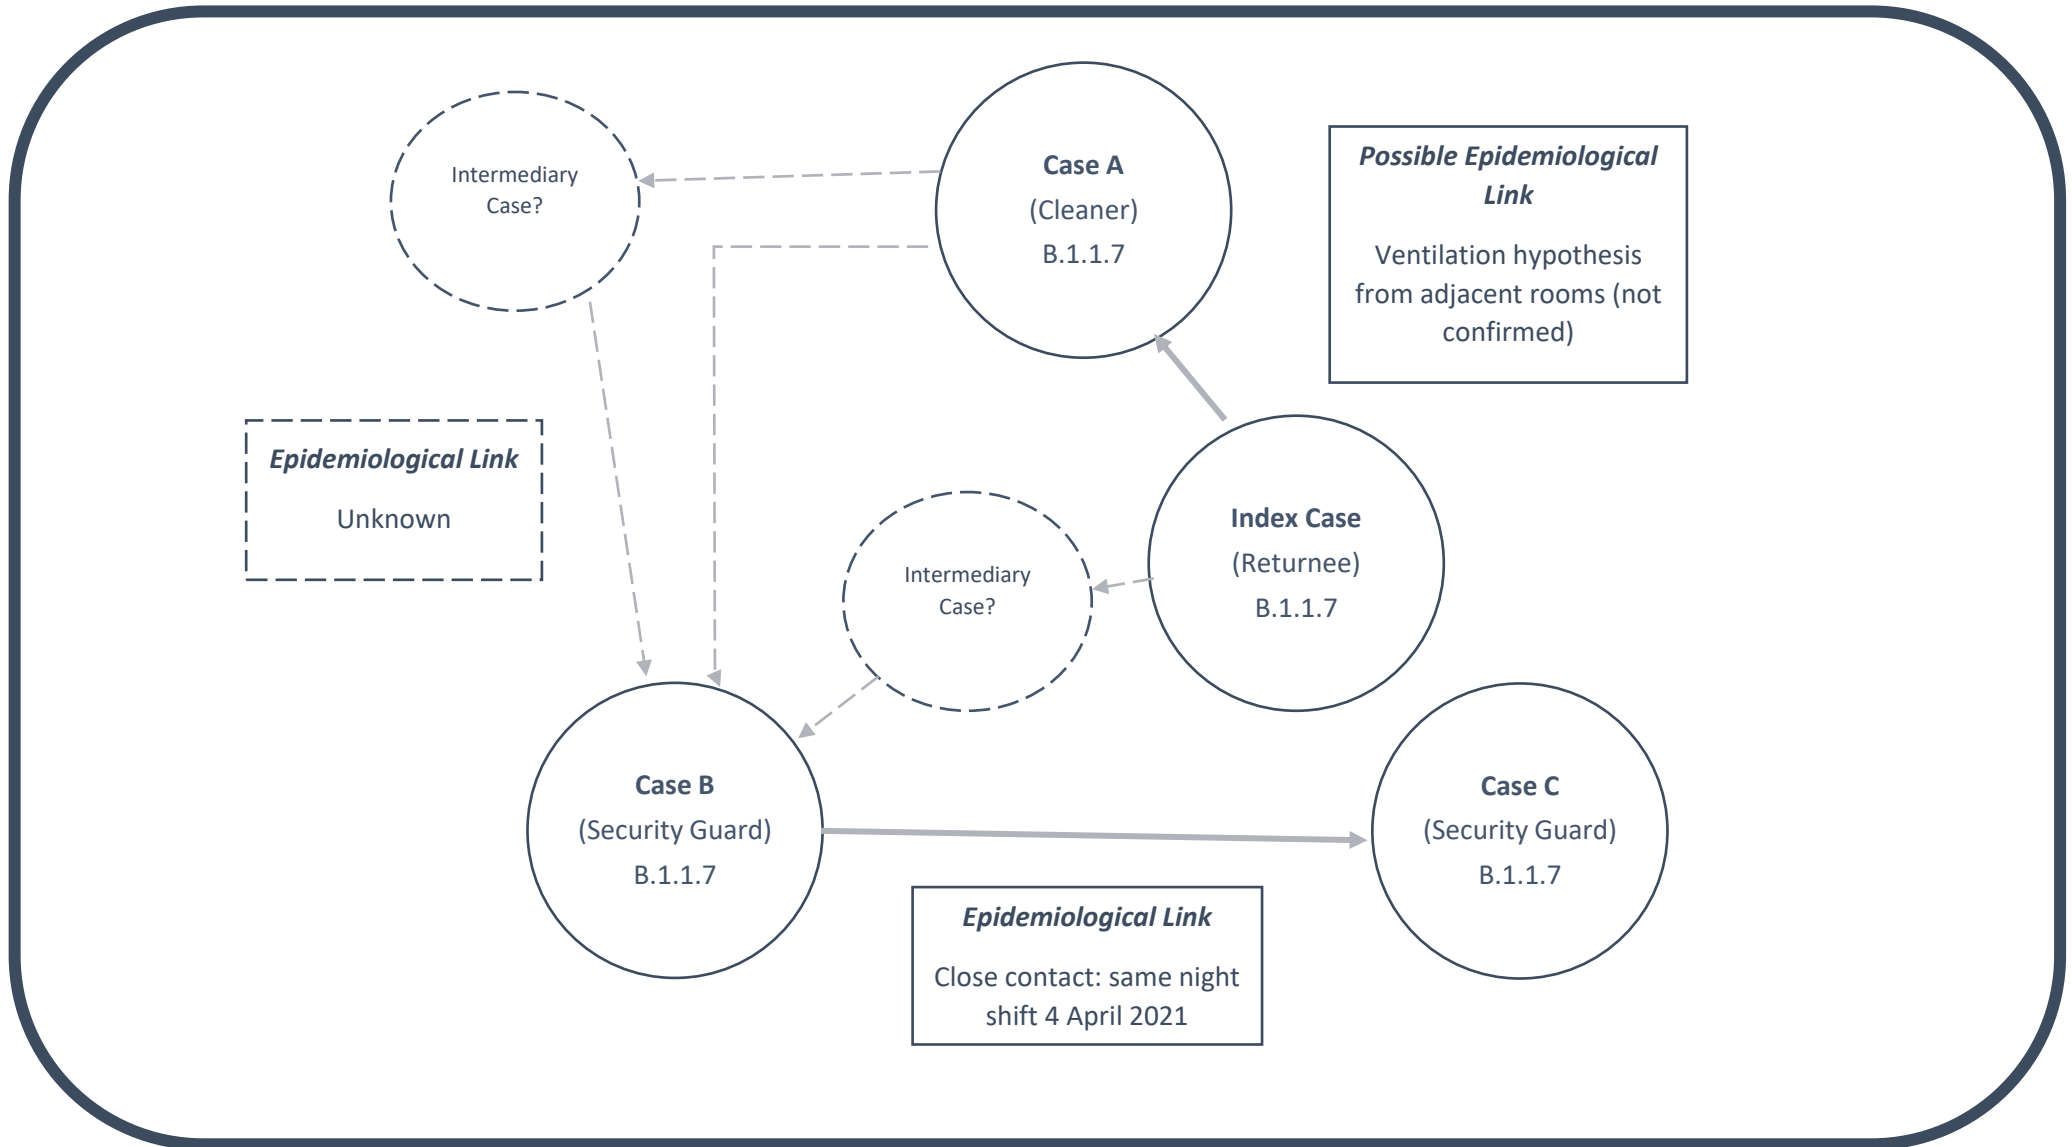 Intermediary
Case?
Case A
(Cleaner)
B.1.1.7
Possible Epidemiological
Link
Ventilation hypothesis
from adjacent rooms (not
confirmed)
Epidemiological Link
Unknown
Intermediary
Case?
Index Case
(Returnee)
B.1.1.7
Case B
(Security Guard)
B.1.1.7
Case C
(Security Guard)
B.1.1.7
Epidemiological Link
Close contact: same night
shift 4 April 2021